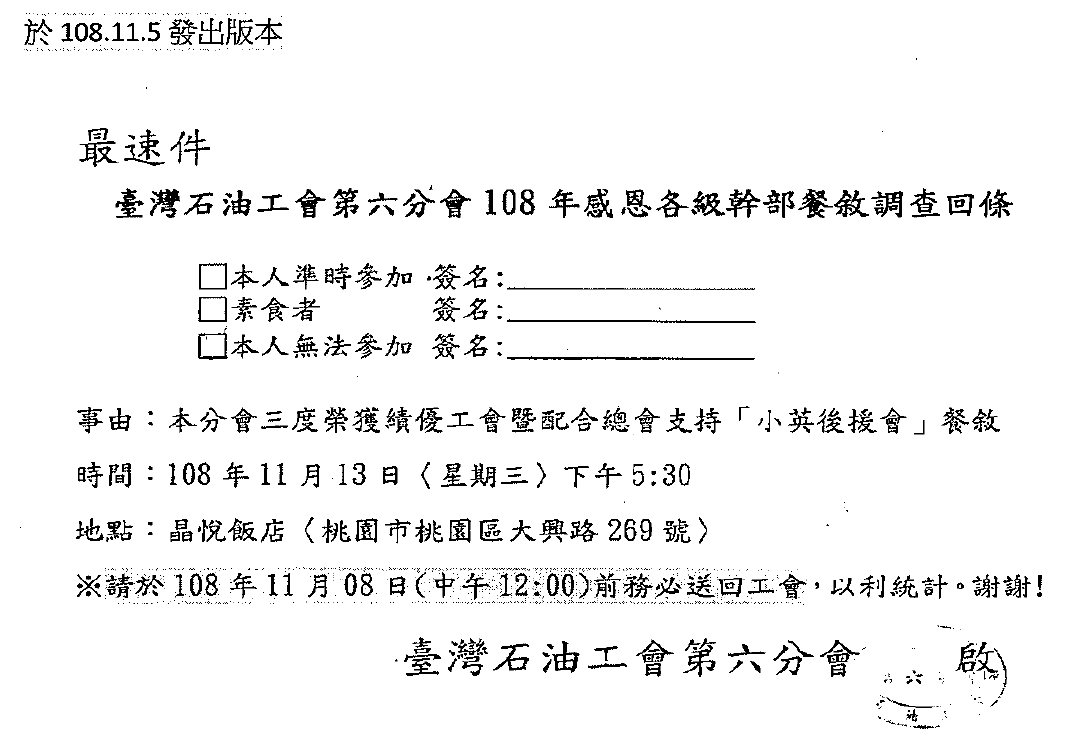 於 108.11.5 發出版本
最速件
臺灣石油工會第六分會 108 年感恩各級幹部餐敘調查回條
□本人準時參加 簽名:
□素食者 簽名:
□本人無法參加 簽名:
事由：本分會三度榮獲績優工會暨配合總會支持「小英後援會」餐敘
時間：108 年 11 月 13 日〈星期三〉下午 5:30
地點：晶悅飯店〈桃園市桃園區大興路 269 號〉
※請於 108 年 11 月 08 日(中午 12:00)前務必送回工會，以利統計。謝謝!
臺灣石油工會第六分會 啟
六